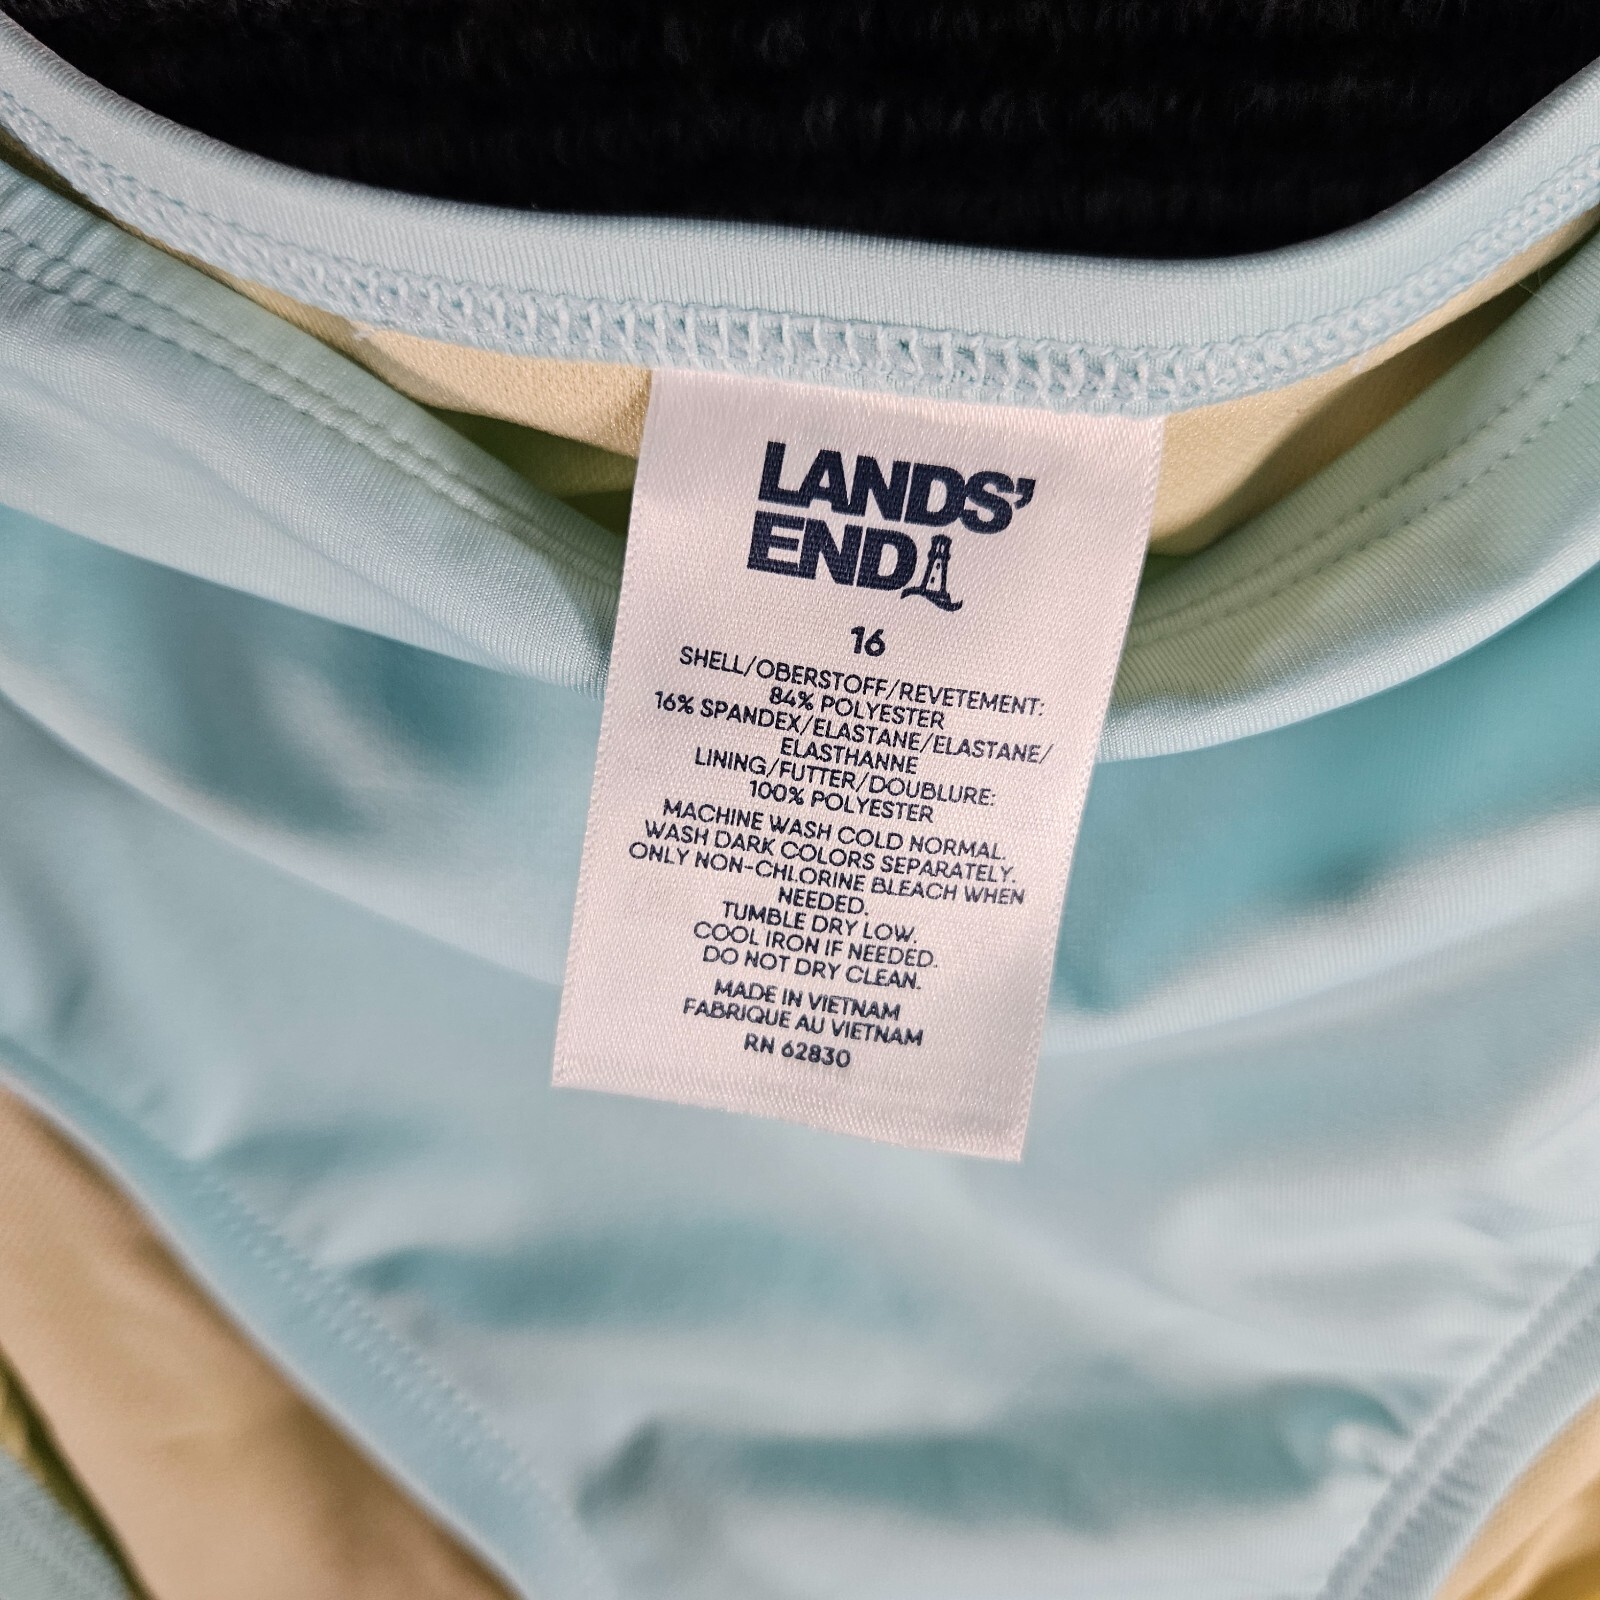 LANDS'
END
16
SHELL/OBERSTOFF/REVETEMENT:
84% POLYESTER
16% SPANDEX/ELASTANE/ELASTANE/
ELASTHANNE
LINING/FUTTER/DOUBLURE:
100% POLYESTER
MACHINE WASH COLD NORMAL.
WASH DARK COLORS SEPARATELY.
ONLY NON-CHLORINE BLEACH WHEN
NEEDED.
TUMBLE DRY LOW.
COOL IRON IF NEEDED.
DO NOT DRY CLEAN.
MADE IN VIETNAM
FABRIQUE AU VIETNAM
RN 62830